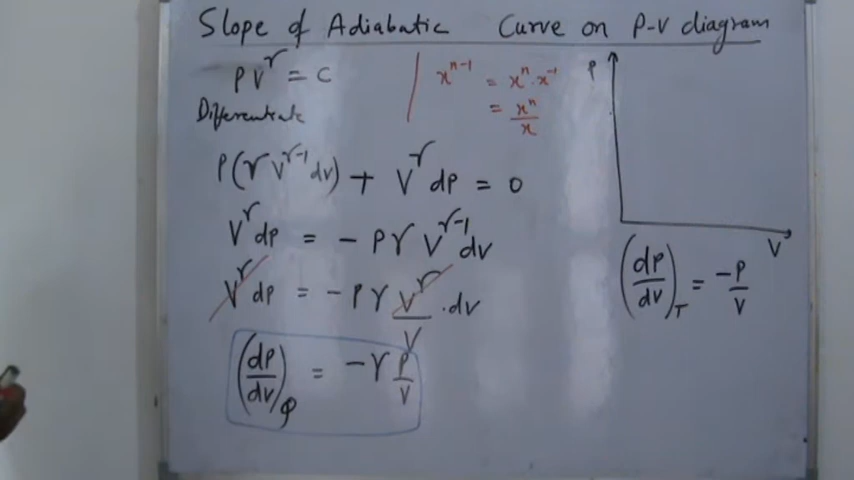 Slope of Adiabatic Curve on P-V diagram
PV^γ = C
Differentiate
P(γ V^(γ-1) dv) + V^γ dp = 0
V^γ dp = - Pγ V^(γ-1) dv
V^γ dp = - Pγ V^γ/V · dv
(dp/dv)_φ = - γ P/V
x^(n-1) = x^n · x^-1
= x^n/x
P
V
(dp/dv)_T = -P/V